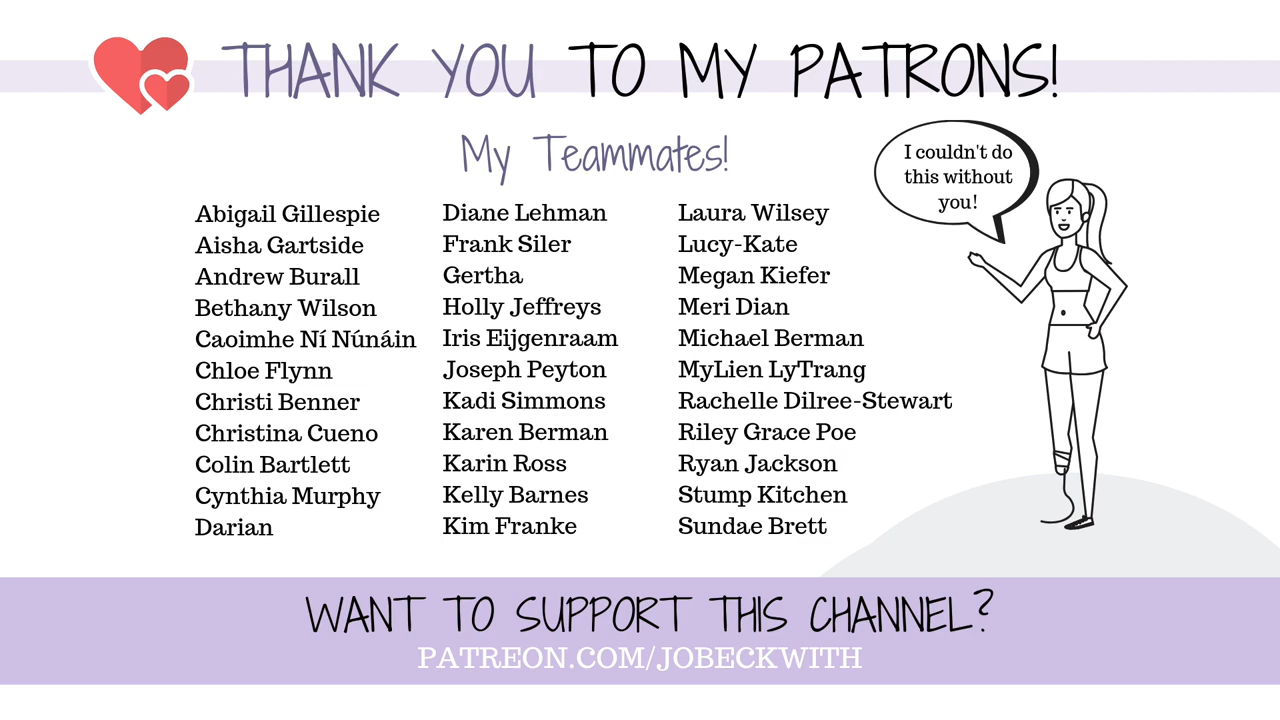 THANK YOU TO MY PATRONS!
My Teammates!
I couldn't do
this without
you!
Abigail Gillespie
Aisha Gartside
Andrew Burall
Bethany Wilson
Caoimhe Ní Núnáin
Chloe Flynn
Christi Benner
Christina Cueno
Colin Bartlett
Cynthia Murphy
Darian
Diane Lehman
Frank Siler
Gertha
Holly Jeffreys
Iris Eijgenraam
Joseph Peyton
Kadi Simmons
Karen Berman
Karin Ross
Kelly Barnes
Kim Franke
Laura Wilsey
Lucy-Kate
Megan Kiefer
Meri Dian
Michael Berman
MyLien LyTrang
Rachelle Dilree-Stewart
Riley Grace Poe
Ryan Jackson
Stump Kitchen
Sundae Brett
WANT TO SUPPORT THIS CHANNEL?
PATREON.COM/JOBECKWITH